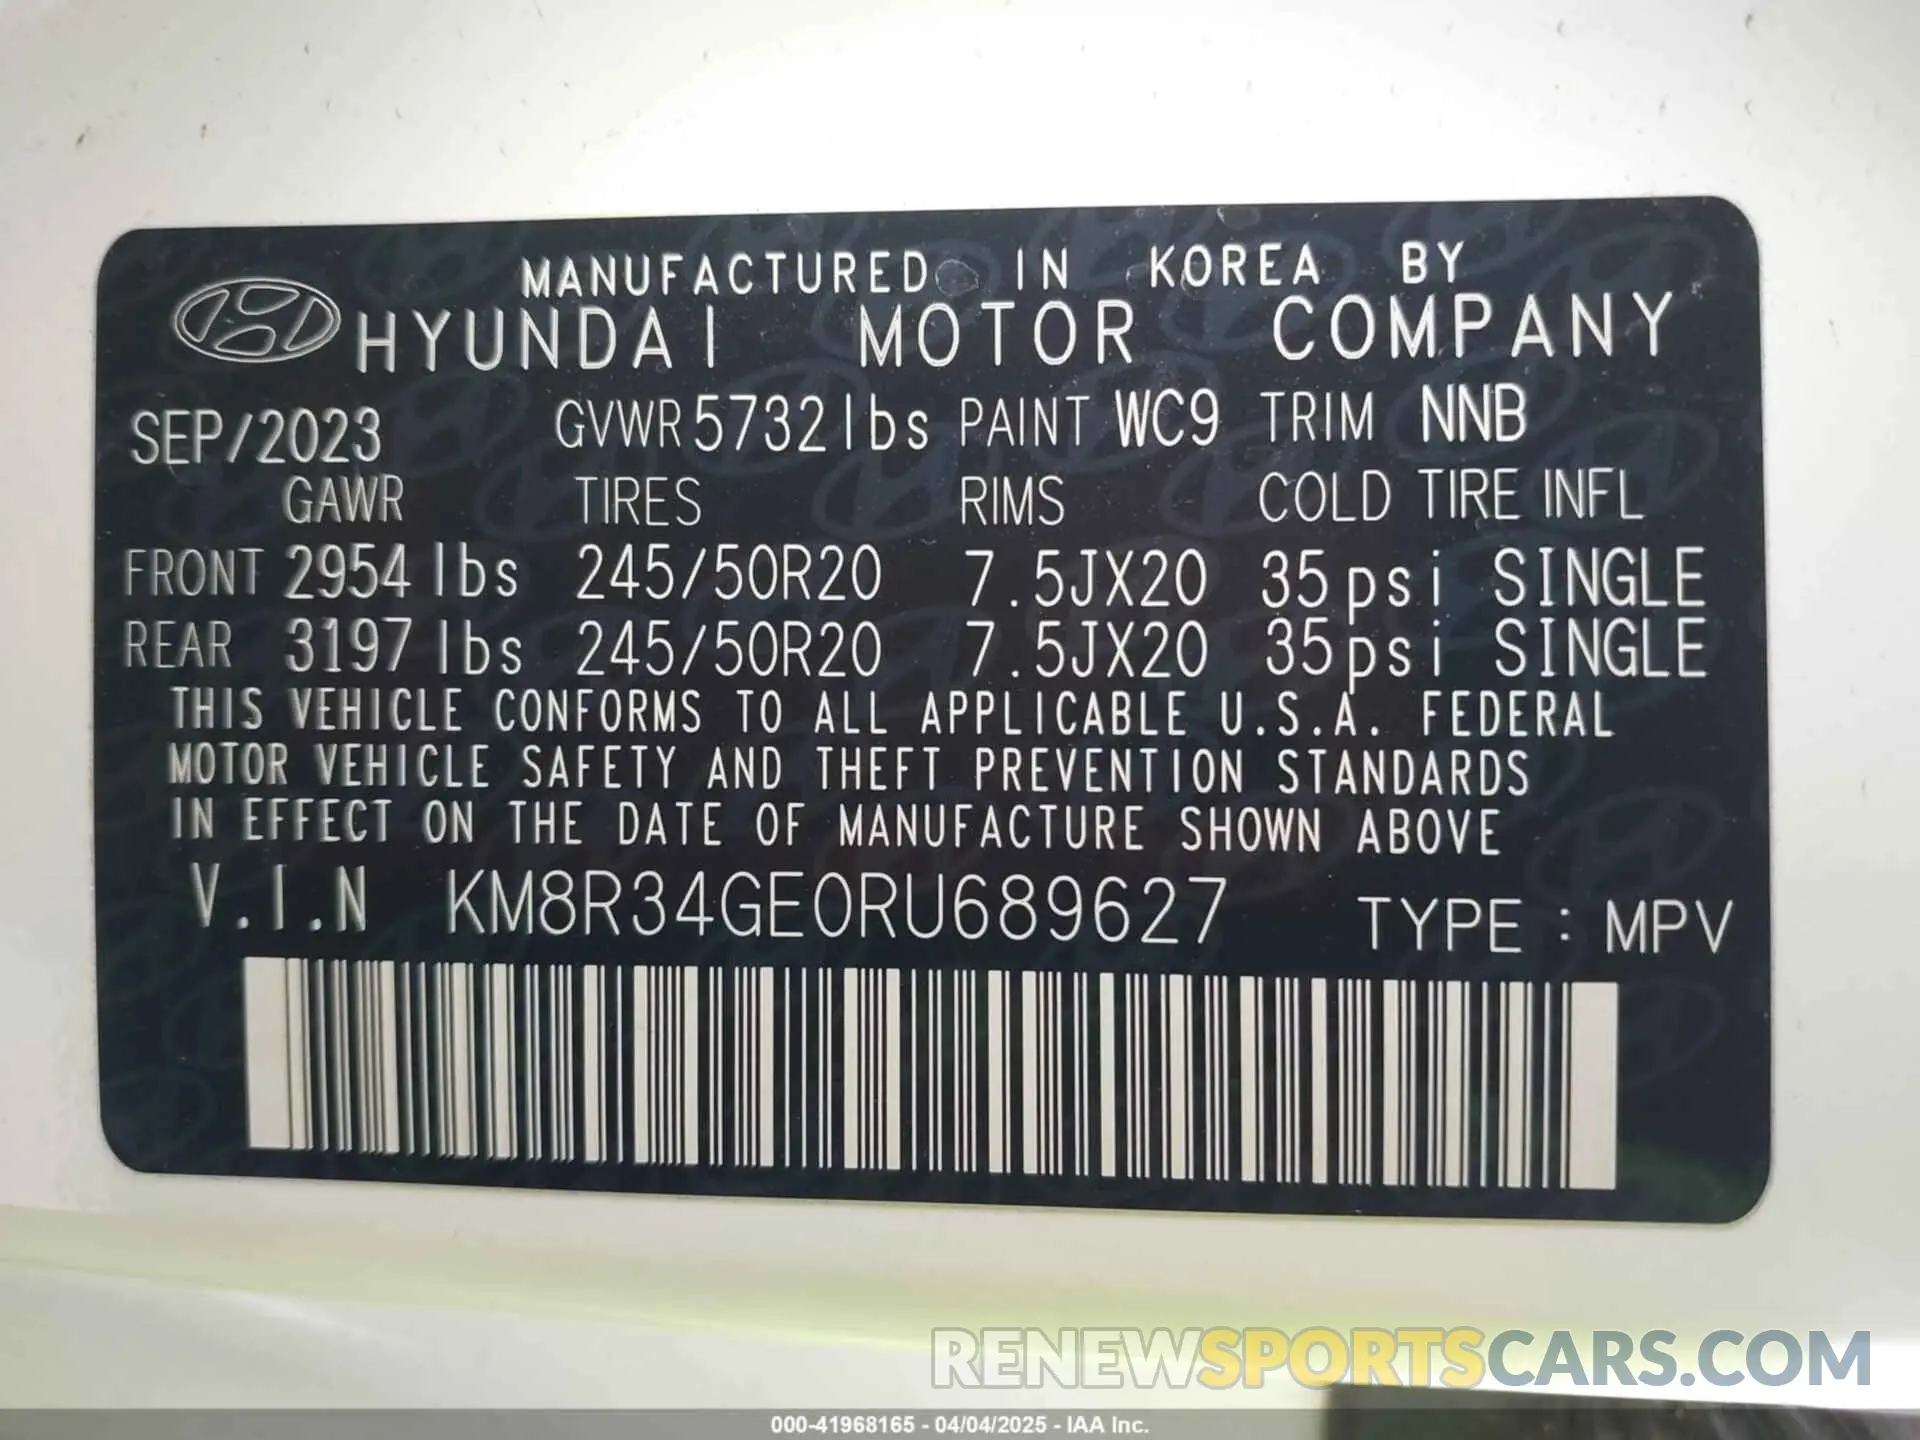 MANUFACTURED IN KOREA BY
HYUNDAI MOTOR COMPANY
SEP/2023 GVWR 5732lbs PAINT WC9 TRIM NNB
GAWR TIRES RIMS COLD TIRE INFL
FRONT 2954 lbs 245/50R20 7.5JX20 35psi SINGLE
REAR 3197 lbs 245/50R20 7.5JX20 35psi SINGLE
THIS VEHICLE CONFORMS TO ALL APPLICABLE U.S.A. FEDERAL
MOTOR VEHICLE SAFETY AND THEFT PREVENTION STANDARDS
IN EFFECT ON THE DATE OF MANUFACTURE SHOWN ABOVE
V.I.N KM8R34GE0RU689627 TYPE : MPV
RENEWSPORTSCARS.COM
000-41968165 - 04/04/2025 - IAA Inc.